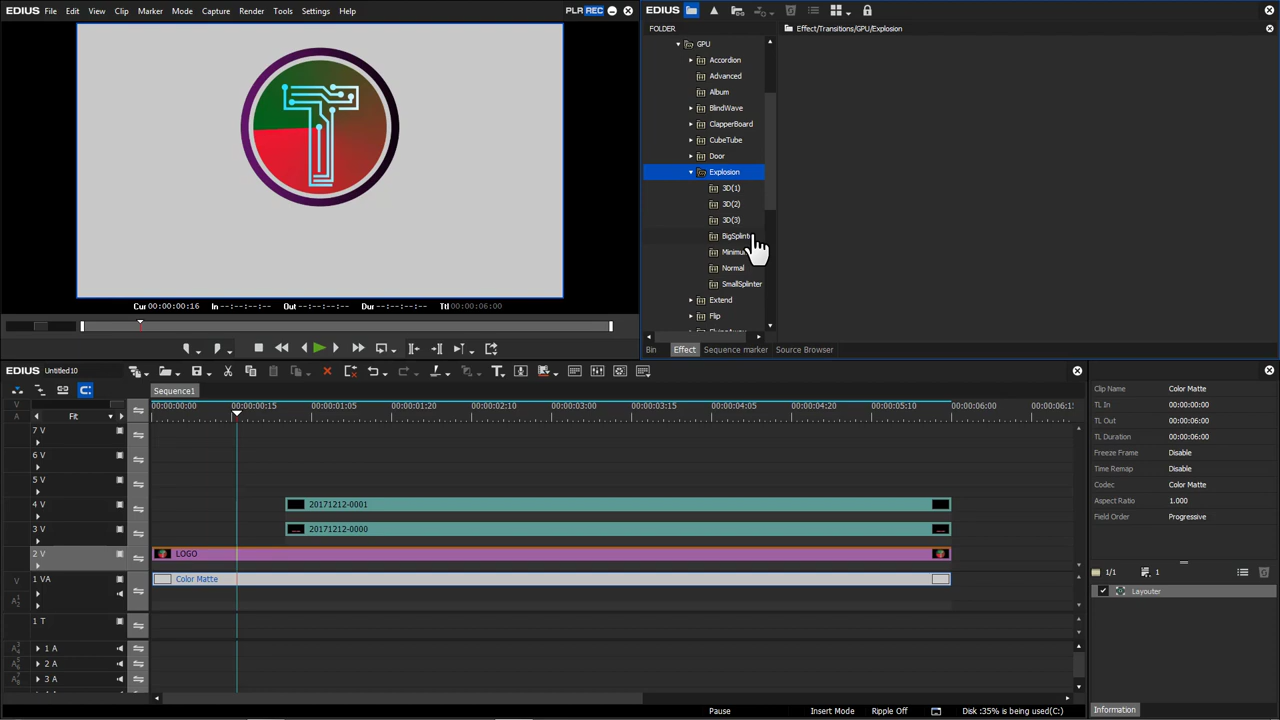 EDIUS File Edit View Clip Marker Mode Capture Render Tools Settings Help PLR REC
EDIUS
FOLDER
Effect/Transitions/GPU/Explosion
GPU
Accordion
Advanced
Album
BlindWave
ClapperBoard
CubeTube
Door
Explosion
3D(1)
3D(2)
3D(3)
Normal
SmallSplinter
Extend
Flip
T
Cur 00:00:00:16 In --:--:--:-- Out --:--:--:-- Dur --:--:--:-- Ttl 00:00:06:00
Bin Effect Sequence marker Source Browser
EDIUS Untitled10
Sequence1
V
A
Fit
00:00:00:00 00:00:00:15 00:00:01:05 00:00:01:20 00:00:02:10 00:00:03:00 00:00:03:15 00:00:04:05 00:00:04:20 00:00:05:10 00:00:06:00 00:00:06:15
7 V
6 V
5 V
4 V 20171212-0001
3 V 20171212-0000
2 V LOGO
V 1 VA Color Matte
A1
A2
1 T
A3
A4 1 A
A5
A6 2 A
A7
A8 3 A
Clip Name Color Matte
TL In 00:00:00:00
TL Out 00:00:06:00
TL Duration 00:00:06:00
Freeze Frame Disable
Time Remap Disable
Codec Color Matte
Aspect Ratio 1.000
Field Order Progressive
1/1 1
Layouter
Information
Pause Insert Mode Ripple Off Disk :35% is being used(C:)